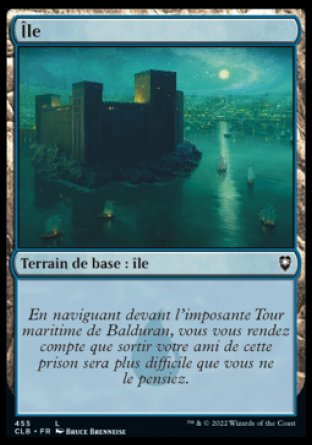 Île
Terrain de base : île
En naviguant devant l'imposante Tour
maritime de Balduran, vous vous rendez
compte que sortir votre ami de cette
prison sera plus difficile que vous ne
le pensiez.
455 L
CLB • FR Bruce Brenneise
™ & © 2022 Wizards of the Coast